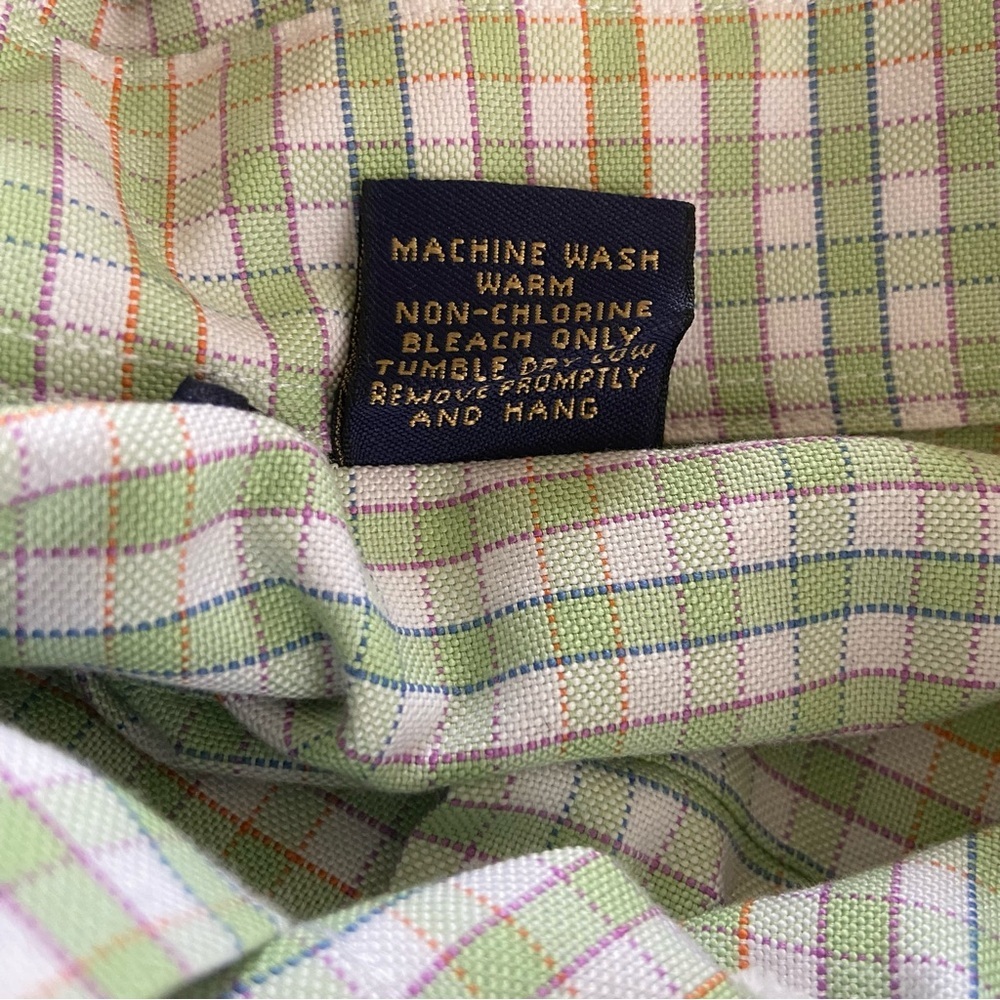 MACHINE WASH
WARM
NON-CHLORINE
BLEACH ONLY
TUMBLE DRY LOW
REMOVE PROMPTLY
AND HANG